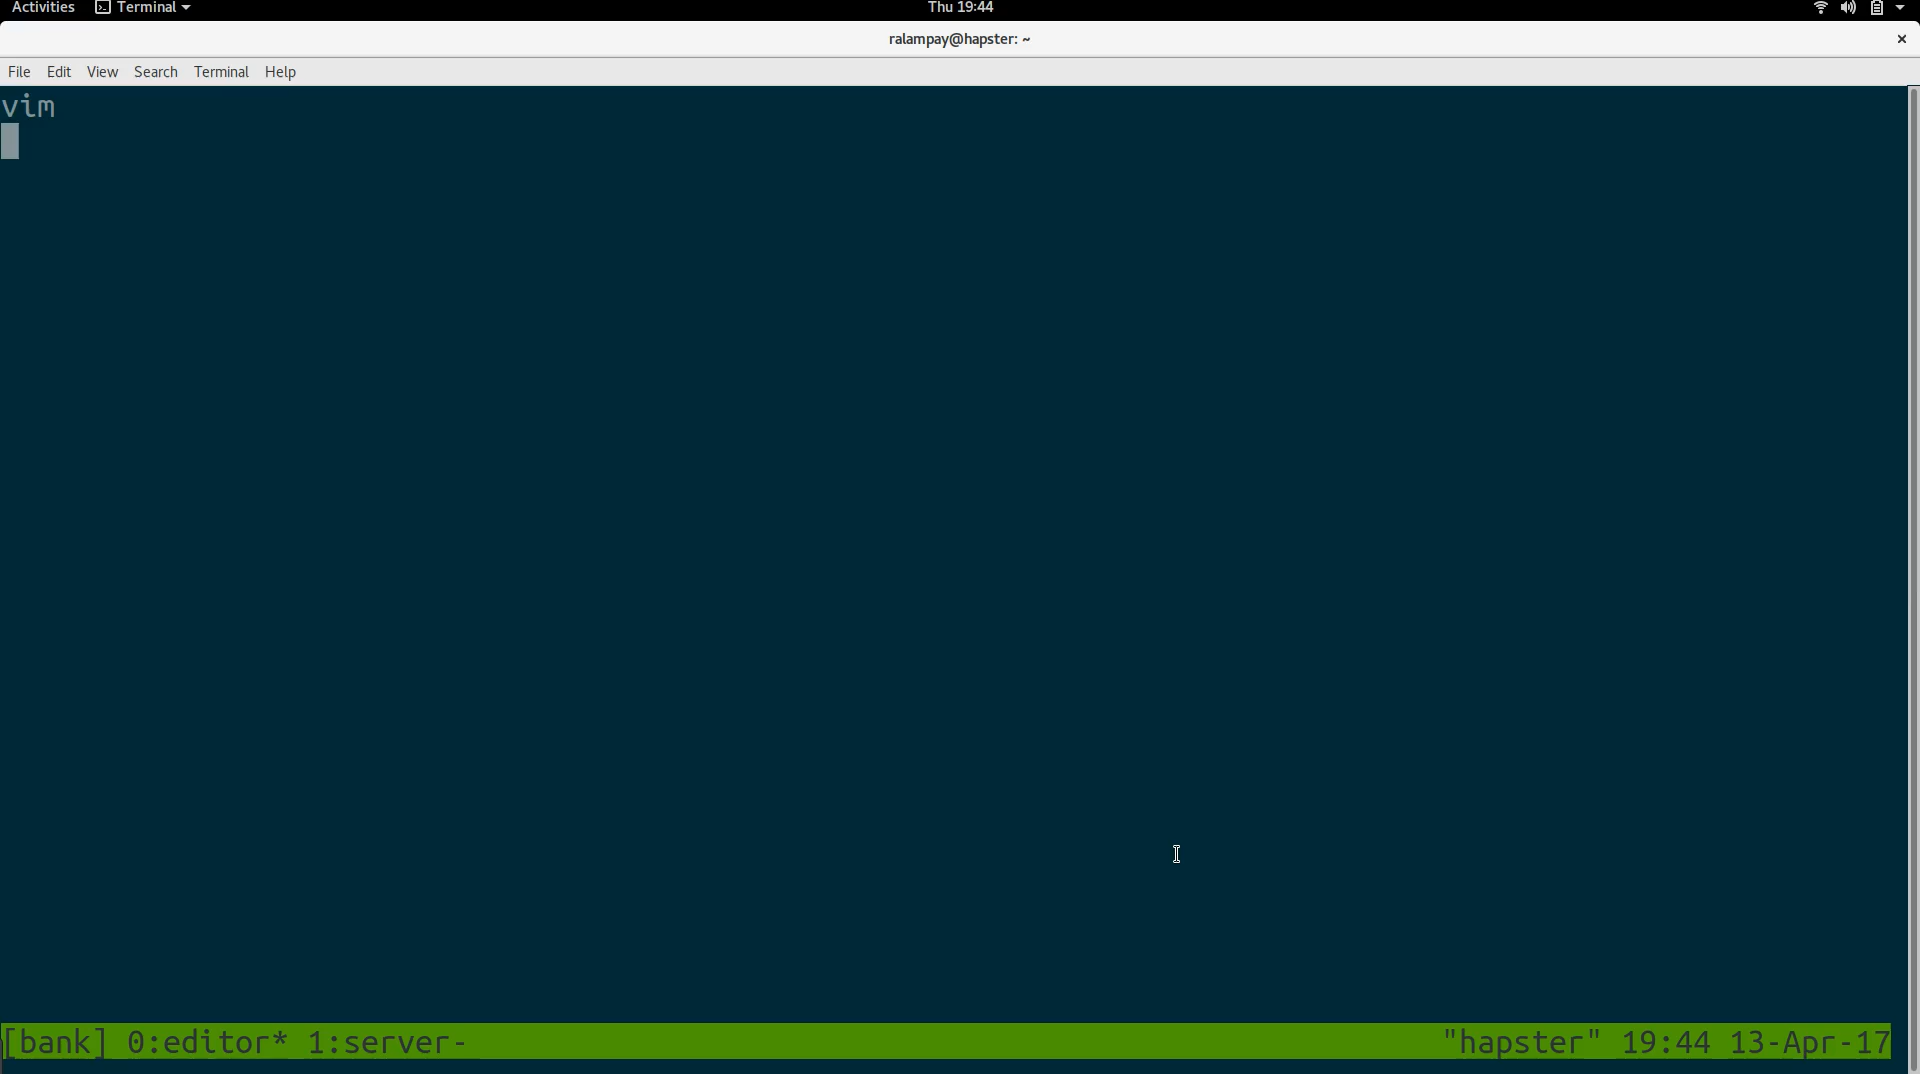 Activities Terminal Thu 19:44
ralampay@hapster: ~ ×
File Edit View Search Terminal Help
vim
[bank] 0:editor* 1:server- "hapster" 19:44 13-Apr-17